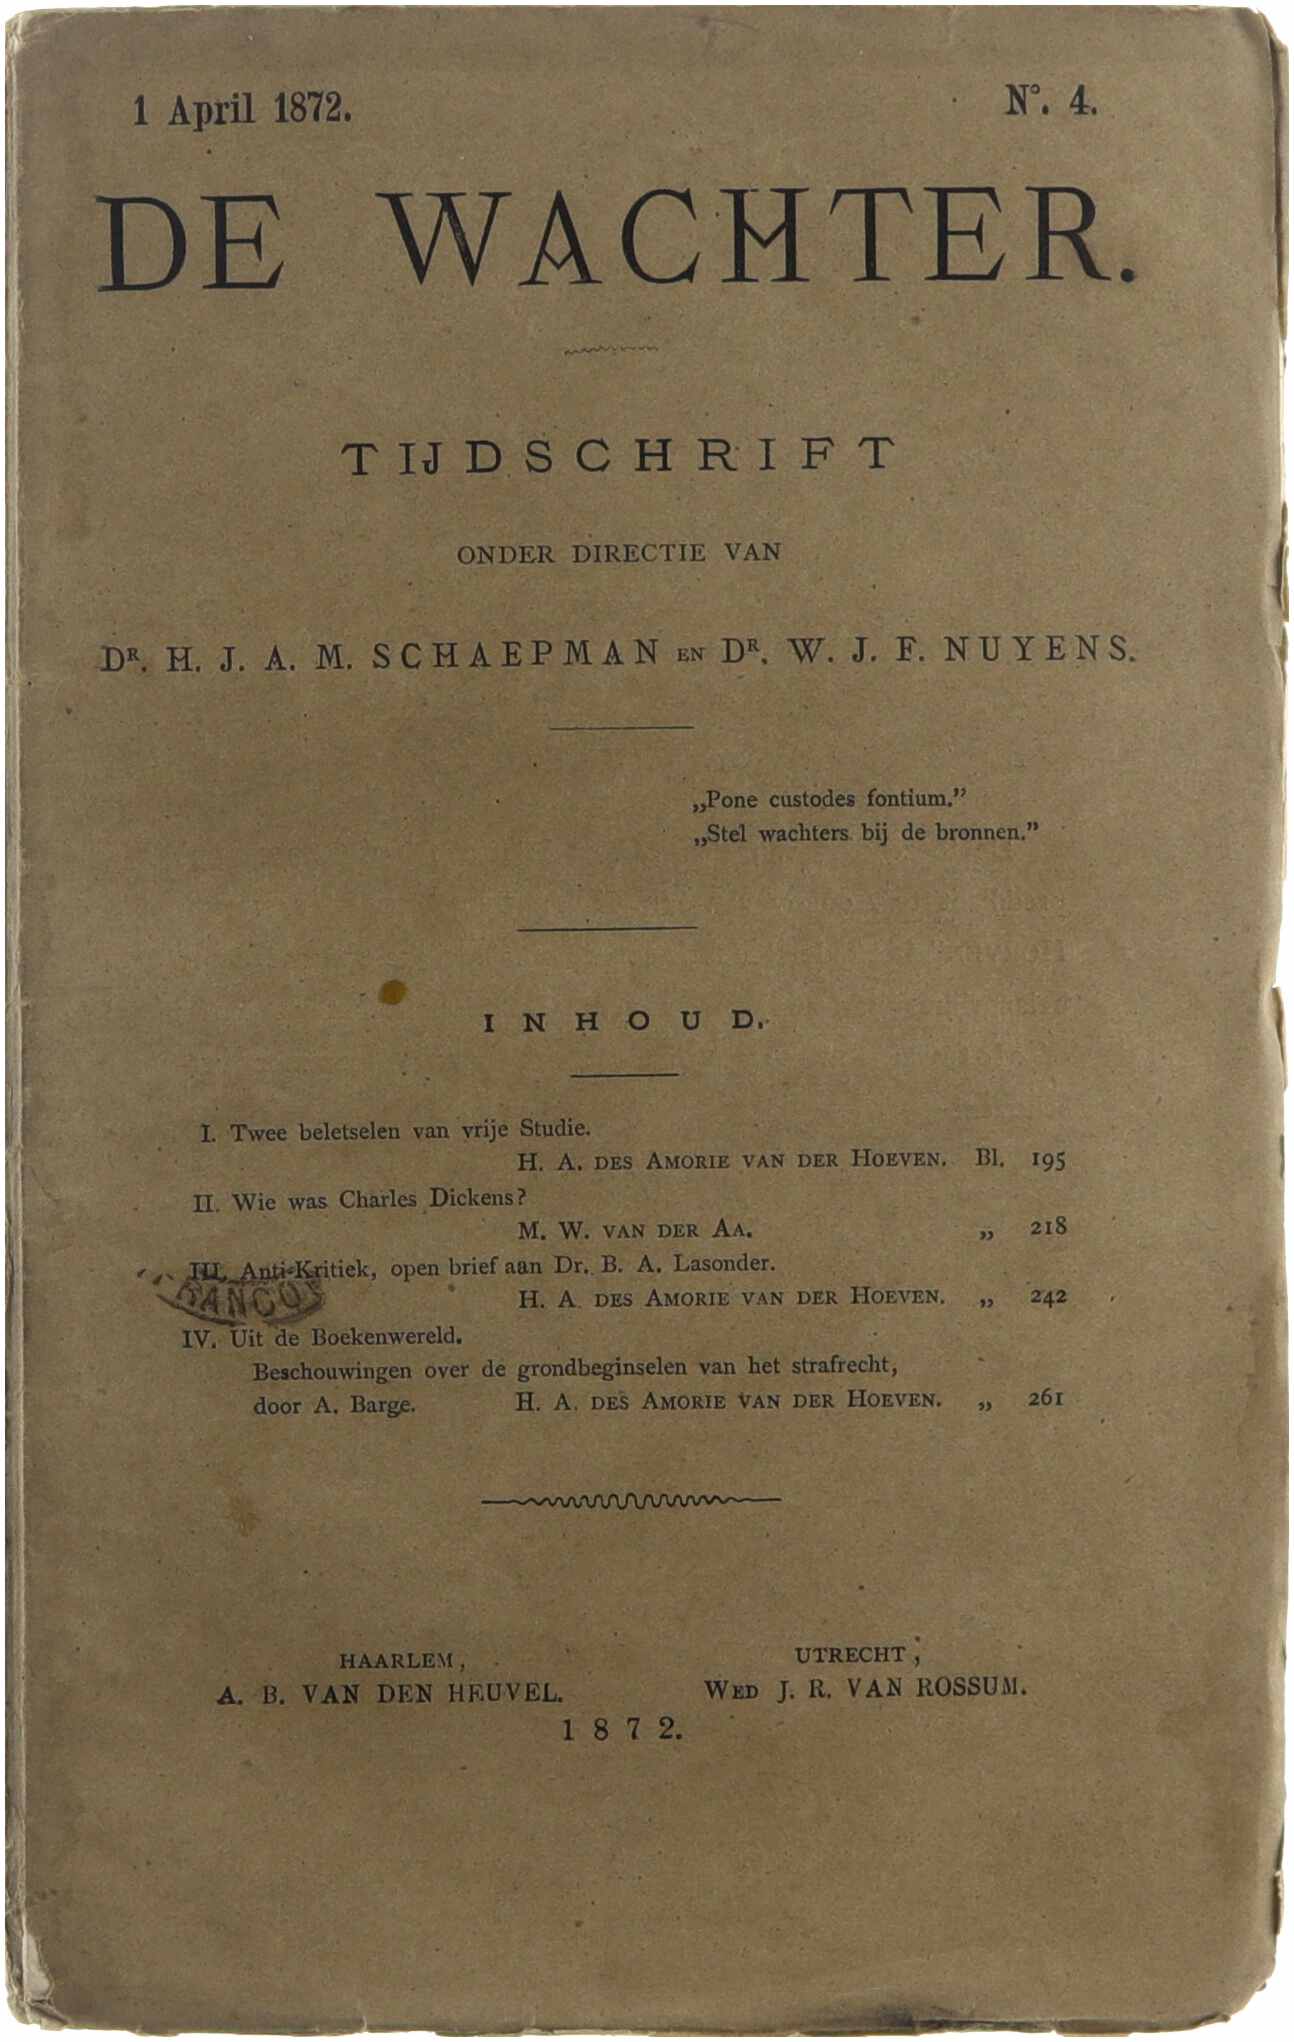 1 April 1872.
N°. 4.
DE WACHTER.
TIJDSCHRIFT
ONDER DIRECTIE VAN
DR. H. J. A. M. SCHAEPMAN EN DR. W. J. F. NUYENS.
„Pone custodes fontium.”
„Stel wachters bij de bronnen.”
INHOUD.
I. Twee beletselen van vrije Studie.
H. A. DES AMORIE VAN DER HOEVEN. Bl. 195
II. Wie was Charles Dickens?
M. W. VAN DER AA. „ 218
III. Anti-Kritiek, open brief aan Dr. B. A. Lasonder.
H. A. DES AMORIE VAN DER HOEVEN. „ 242
IV. Uit de Boekenwereld.
Beschouwingen over de grondbeginselen van het strafrecht,
door A. Barge. H. A. DES AMORIE VAN DER HOEVEN. „ 261
HAARLEM,
A. B. VAN DEN HEUVEL.
UTRECHT,
WED J. R. VAN ROSSUM.
1872.